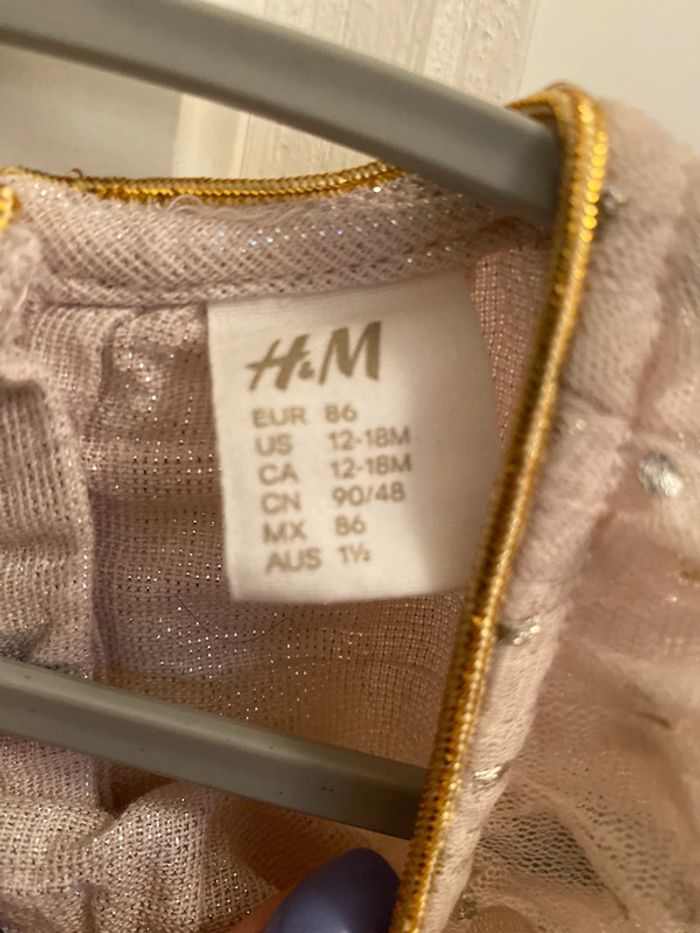 H&M
EUR 86
US 12-18M
CA 12-18M
CN 90/48
MX 86
AUS 1½